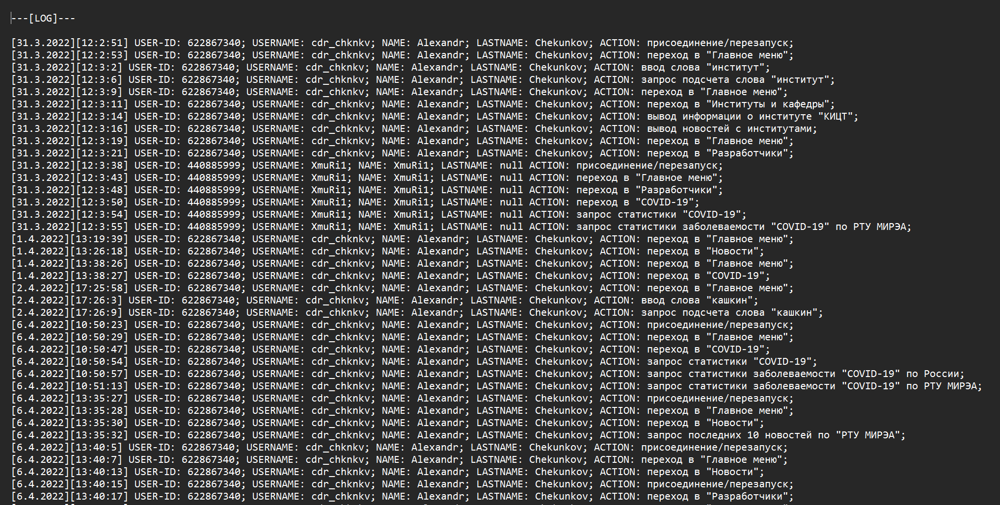 ---[LOG]---
[31.3.2022][12:2:51] USER-ID: 622867340; USERNAME: cdr_chknkv; NAME: Alexandr; LASTNAME: Chekunkov; ACTION: присоединение/перезапуск;
[31.3.2022][12:2:53] USER-ID: 622867340; USERNAME: cdr_chknkv; NAME: Alexandr; LASTNAME: Chekunkov; ACTION: переход в "Главное меню";
[31.3.2022][12:3:2] USER-ID: 622867340; USERNAME: cdr_chknkv; NAME: Alexandr; LASTNAME: Chekunkov; ACTION: ввод слова "институт";
[31.3.2022][12:3:6] USER-ID: 622867340; USERNAME: cdr_chknkv; NAME: Alexandr; LASTNAME: Chekunkov; ACTION: запрос подсчета слова "институт";
[31.3.2022][12:3:9] USER-ID: 622867340; USERNAME: cdr_chknkv; NAME: Alexandr; LASTNAME: Chekunkov; ACTION: переход в "Главное меню";
[31.3.2022][12:3:11] USER-ID: 622867340; USERNAME: cdr_chknkv; NAME: Alexandr; LASTNAME: Chekunkov; ACTION: переход в "Институты и кафедры";
[31.3.2022][12:3:14] USER-ID: 622867340; USERNAME: cdr_chknkv; NAME: Alexandr; LASTNAME: Chekunkov; ACTION: вывод информации о институте "КИЦТ";
[31.3.2022][12:3:16] USER-ID: 622867340; USERNAME: cdr_chknkv; NAME: Alexandr; LASTNAME: Chekunkov; ACTION: вывод новостей с институтами;
[31.3.2022][12:3:19] USER-ID: 622867340; USERNAME: cdr_chknkv; NAME: Alexandr; LASTNAME: Chekunkov; ACTION: переход в "Главное меню";
[31.3.2022][12:3:21] USER-ID: 622867340; USERNAME: cdr_chknkv; NAME: Alexandr; LASTNAME: Chekunkov; ACTION: переход в "Разработчики";
[31.3.2022][12:3:38] USER-ID: 440885999; USERNAME: XmuRi1; NAME: XmuRi1; LASTNAME: null ACTION: присоединение/перезапуск;
[31.3.2022][12:3:43] USER-ID: 440885999; USERNAME: XmuRi1; NAME: XmuRi1; LASTNAME: null ACTION: переход в "Главное меню";
[31.3.2022][12:3:48] USER-ID: 440885999; USERNAME: XmuRi1; NAME: XmuRi1; LASTNAME: null ACTION: переход в "Разработчики";
[31.3.2022][12:3:50] USER-ID: 440885999; USERNAME: XmuRi1; NAME: XmuRi1; LASTNAME: null ACTION: переход в "COVID-19";
[31.3.2022][12:3:54] USER-ID: 440885999; USERNAME: XmuRi1; NAME: XmuRi1; LASTNAME: null ACTION: запрос статистики "COVID-19";
[31.3.2022][12:3:55] USER-ID: 440885999; USERNAME: XmuRi1; NAME: XmuRi1; LASTNAME: null ACTION: запрос статистики заболеваемости "COVID-19" по РТУ МИРЭА;
[1.4.2022][13:19:39] USER-ID: 622867340; USERNAME: cdr_chknkv; NAME: Alexandr; LASTNAME: Chekunkov; ACTION: переход в "Главное меню";
[1.4.2022][13:26:18] USER-ID: 622867340; USERNAME: cdr_chknkv; NAME: Alexandr; LASTNAME: Chekunkov; ACTION: переход в "Новости";
[1.4.2022][13:38:26] USER-ID: 622867340; USERNAME: cdr_chknkv; NAME: Alexandr; LASTNAME: Chekunkov; ACTION: переход в "Главное меню";
[1.4.2022][13:38:27] USER-ID: 622867340; USERNAME: cdr_chknkv; NAME: Alexandr; LASTNAME: Chekunkov; ACTION: переход в "COVID-19";
[2.4.2022][17:25:58] USER-ID: 622867340; USERNAME: cdr_chknkv; NAME: Alexandr; LASTNAME: Chekunkov; ACTION: переход в "Главное меню";
[2.4.2022][17:26:3] USER-ID: 622867340; USERNAME: cdr_chknkv; NAME: Alexandr; LASTNAME: Chekunkov; ACTION: ввод слова "кашкин";
[2.4.2022][17:26:9] USER-ID: 622867340; USERNAME: cdr_chknkv; NAME: Alexandr; LASTNAME: Chekunkov; ACTION: запрос подсчета слова "кашкин";
[6.4.2022][10:50:23] USER-ID: 622867340; USERNAME: cdr_chknkv; NAME: Alexandr; LASTNAME: Chekunkov; ACTION: присоединение/перезапуск;
[6.4.2022][10:50:29] USER-ID: 622867340; USERNAME: cdr_chknkv; NAME: Alexandr; LASTNAME: Chekunkov; ACTION: переход в "Главное меню";
[6.4.2022][10:50:47] USER-ID: 622867340; USERNAME: cdr_chknkv; NAME: Alexandr; LASTNAME: Chekunkov; ACTION: переход в "COVID-19";
[6.4.2022][10:50:54] USER-ID: 622867340; USERNAME: cdr_chknkv; NAME: Alexandr; LASTNAME: Chekunkov; ACTION: запрос статистики "COVID-19";
[6.4.2022][10:50:57] USER-ID: 622867340; USERNAME: cdr_chknkv; NAME: Alexandr; LASTNAME: Chekunkov; ACTION: запрос статистики заболеваемости "COVID-19" по России;
[6.4.2022][10:51:13] USER-ID: 622867340; USERNAME: cdr_chknkv; NAME: Alexandr; LASTNAME: Chekunkov; ACTION: запрос статистики заболеваемости "COVID-19" по РТУ МИРЭА;
[6.4.2022][13:35:27] USER-ID: 622867340; USERNAME: cdr_chknkv; NAME: Alexandr; LASTNAME: Chekunkov; ACTION: присоединение/перезапуск;
[6.4.2022][13:35:28] USER-ID: 622867340; USERNAME: cdr_chknkv; NAME: Alexandr; LASTNAME: Chekunkov; ACTION: переход в "Главное меню";
[6.4.2022][13:35:30] USER-ID: 622867340; USERNAME: cdr_chknkv; NAME: Alexandr; LASTNAME: Chekunkov; ACTION: переход в "Новости";
[6.4.2022][13:35:32] USER-ID: 622867340; USERNAME: cdr_chknkv; NAME: Alexandr; LASTNAME: Chekunkov; ACTION: запрос последних 10 новостей по "РТУ МИРЭА";
[6.4.2022][13:40:5] USER-ID: 622867340; USERNAME: cdr_chknkv; NAME: Alexandr; LASTNAME: Chekunkov; ACTION: присоединение/перезапуск;
[6.4.2022][13:40:7] USER-ID: 622867340; USERNAME: cdr_chknkv; NAME: Alexandr; LASTNAME: Chekunkov; ACTION: переход в "Главное меню";
[6.4.2022][13:40:13] USER-ID: 622867340; USERNAME: cdr_chknkv; NAME: Alexandr; LASTNAME: Chekunkov; ACTION: переход в "Новости";
[6.4.2022][13:40:15] USER-ID: 622867340; USERNAME: cdr_chknkv; NAME: Alexandr; LASTNAME: Chekunkov; ACTION: присоединение/перезапуск;
[6.4.2022][13:40:17] USER-ID: 622867340; USERNAME: cdr_chknkv; NAME: Alexandr; LASTNAME: Chekunkov; ACTION: переход в "Разработчики";